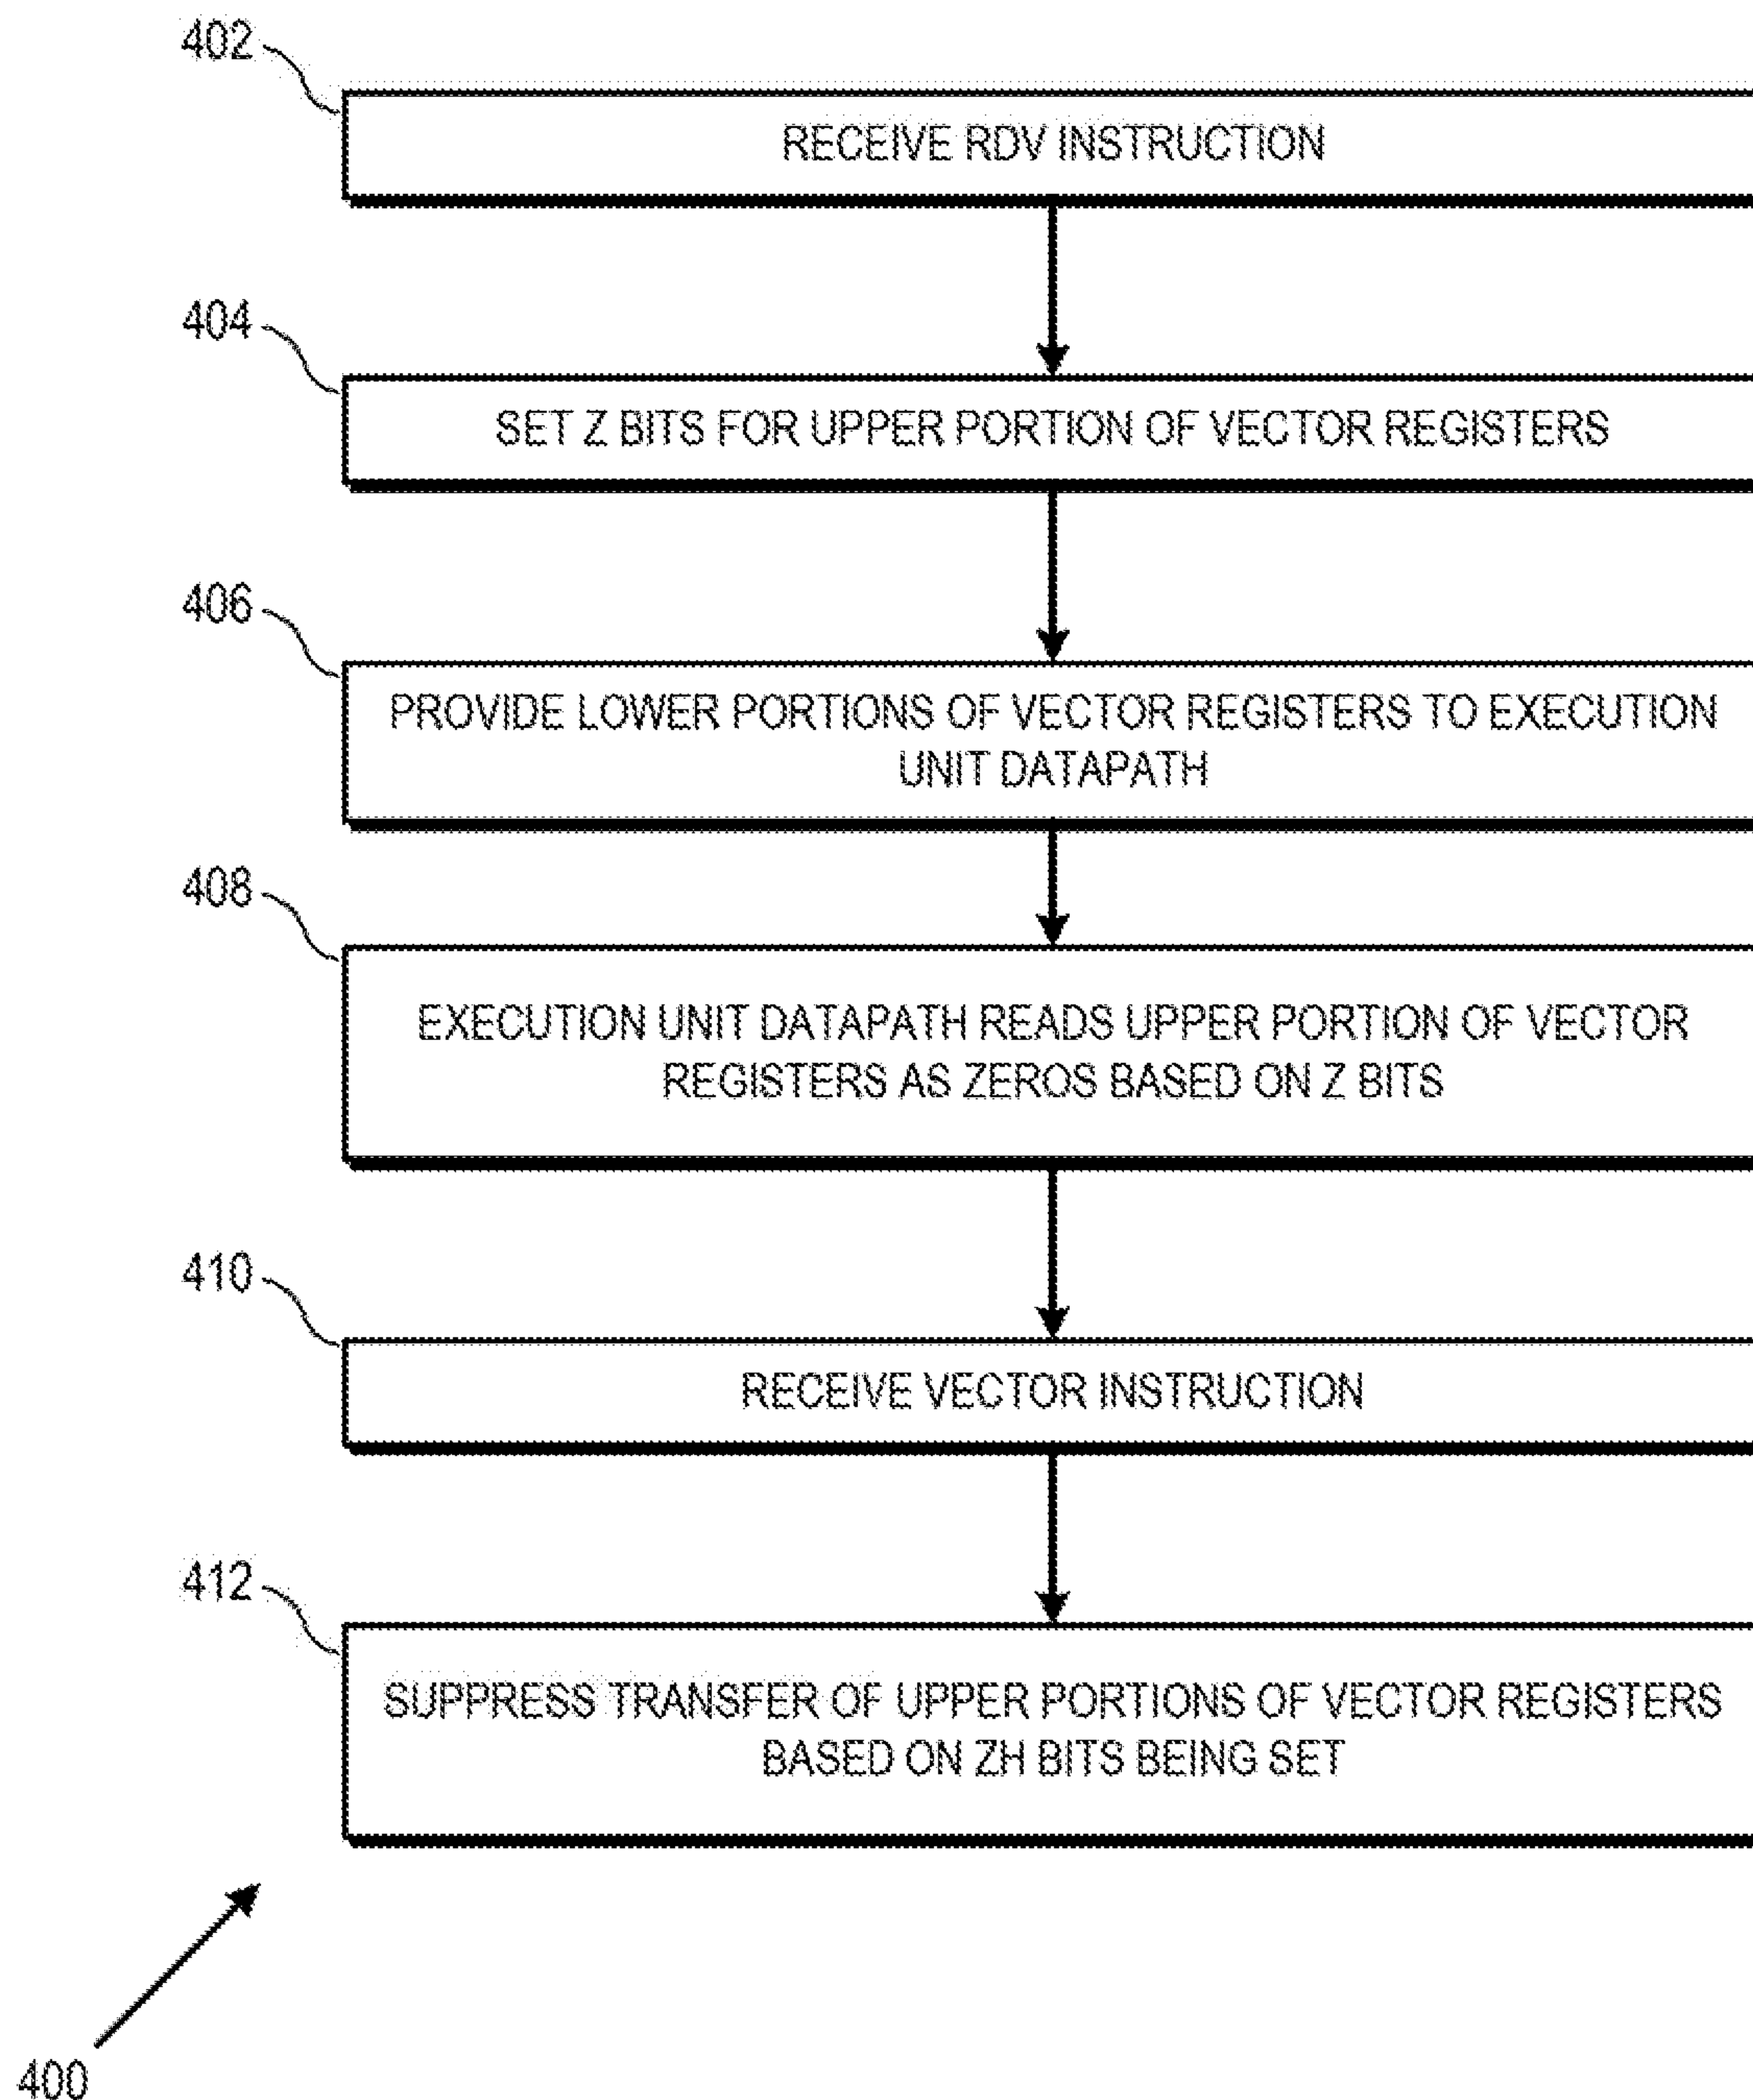 402
RECEIVE RDV INSTRUCTION
404
SET Z BITS FOR UPPER PORTION OF VECTOR REGISTERS
406
PROVIDE LOWER PORTIONS OF VECTOR REGISTERS TO EXECUTION
UNIT DATAPATH
408
EXECUTION UNIT DATAPATH READS UPPER PORTION OF VECTOR
REGISTERS AS ZEROS BASED ON Z BITS
410
RECEIVE VECTOR INSTRUCTION
412
SUPPRESS TRANSFER OF UPPER PORTIONS OF VECTOR REGISTERS
BASED ON ZH BITS BEING SET
400